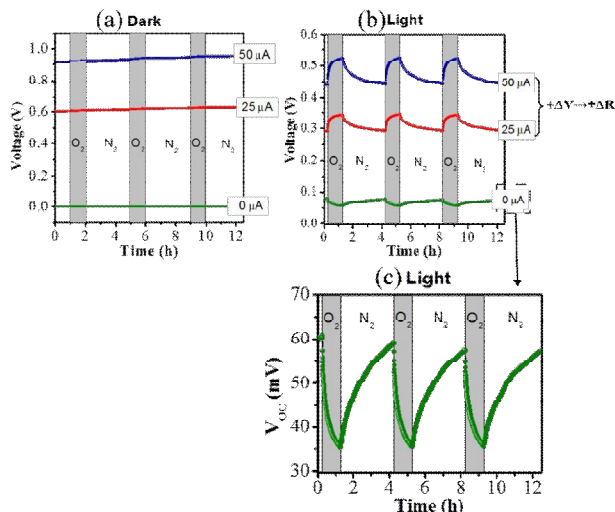 (a) Dark
1.0
0.8
0.6
0.4
0.2
0.0
Voltage (V)
50 μA
25 μA
0 μA
O2 N2 O2 N2 O2 N2
0 2 4 6 8 10 12
Time (h)
(b) Light
0.6
0.5
0.4
0.3
0.2
0.1
0.0
Voltage (V)
50 μA
25 μA
0 μA
+ΔV→+ΔR
O2 N2 O2 N2 O2 N2
0 2 4 6 8 10 12
Time (h)
(c) Light
70
60
50
40
30
VOC (mV)
O2 N2 O2 N2 O2 N2
0 2 4 6 8 10 12
Time (h)